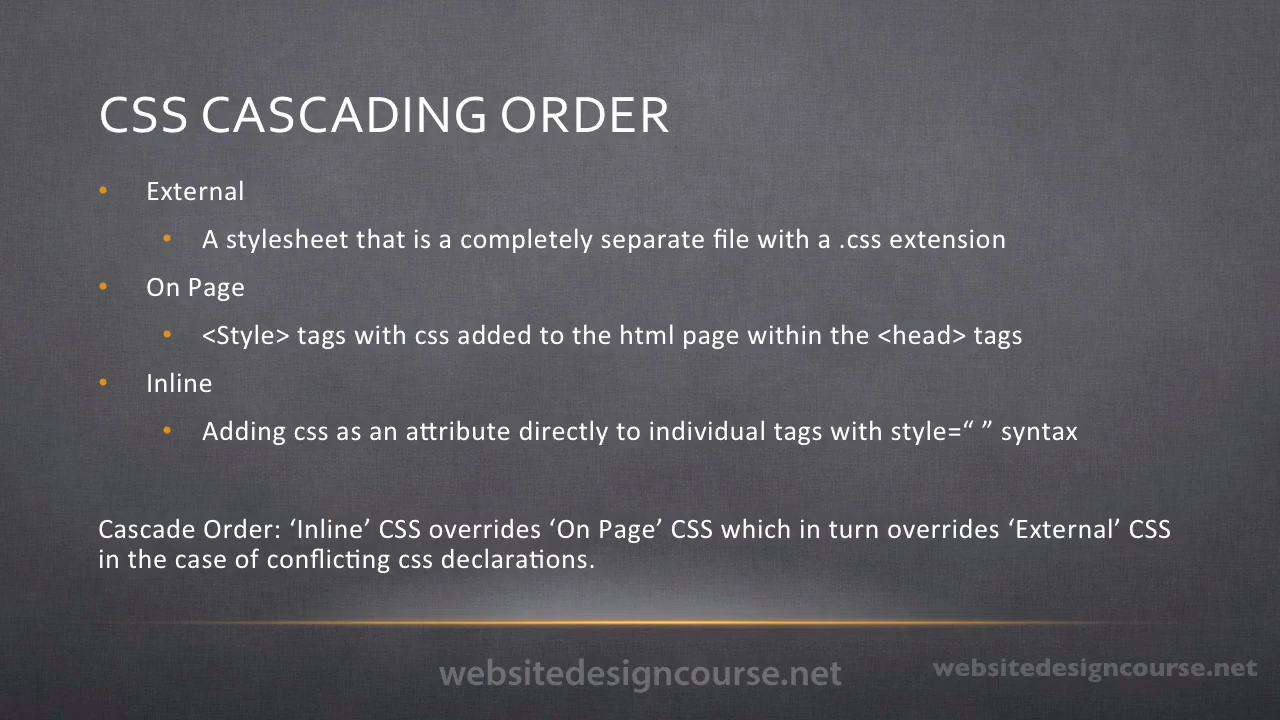 CSS CASCADING ORDER
• External
• A stylesheet that is a completely separate file with a .css extension
• On Page
• <Style> tags with css added to the html page within the <head> tags
• Inline
• Adding css as an attribute directly to individual tags with style=“ ” syntax
Cascade Order: ‘Inline’ CSS overrides ‘On Page’ CSS which in turn overrides ‘External’ CSS
in the case of conflicting css declarations.
websitedesigncourse.net
websitedesigncourse.net